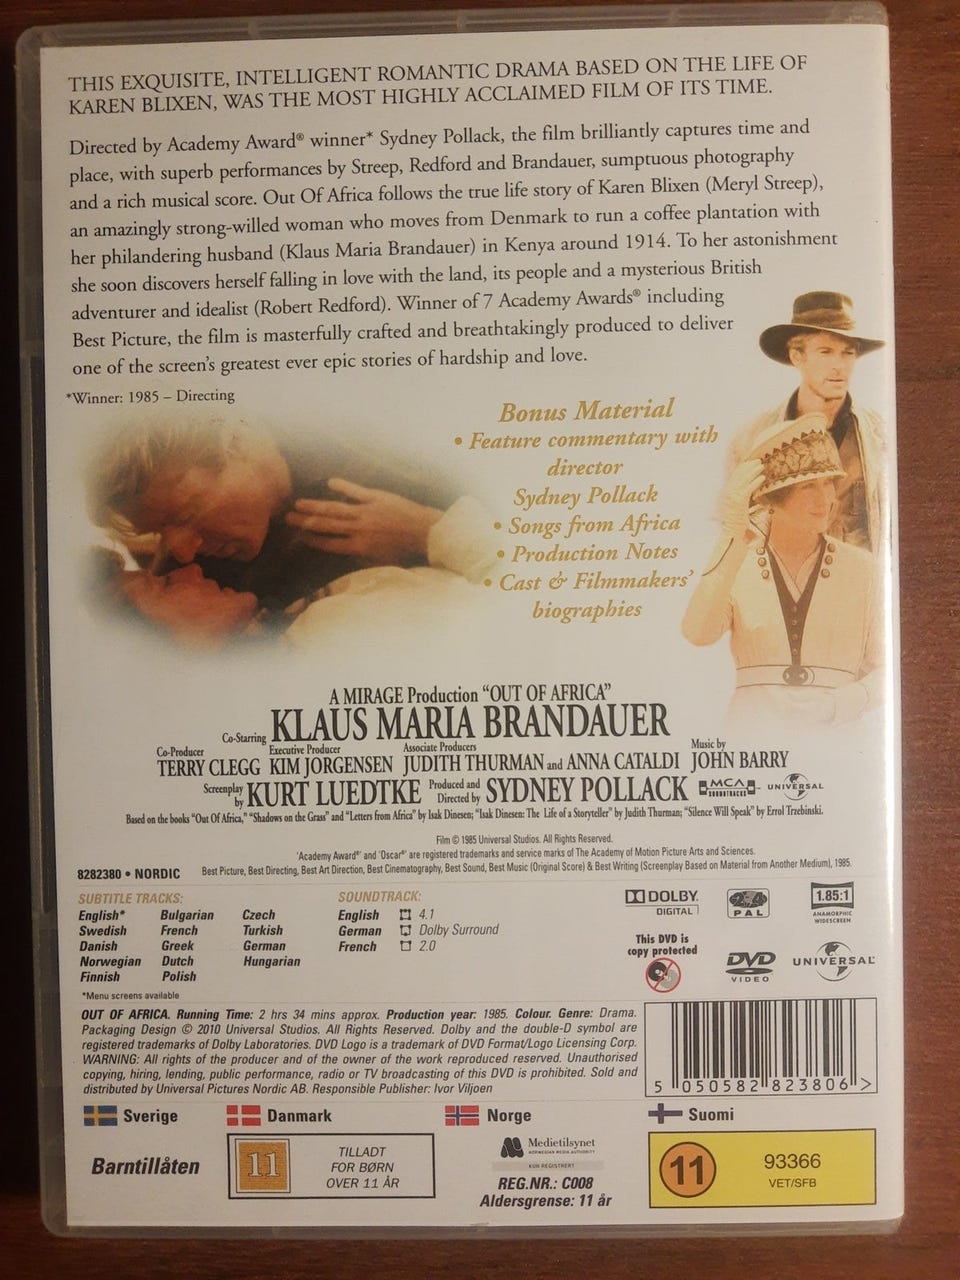 THIS EXQUISITE, INTELLIGENT ROMANTIC DRAMA BASED ON THE LIFE OF
KAREN BLIXEN, WAS THE MOST HIGHLY ACCLAIMED FILM OF ITS TIME.
Directed by Academy Award® winner* Sydney Pollack, the film brilliantly captures time and
place, with superb performances by Streep, Redford and Brandauer, sumptuous photography
and a rich musical score. Out Of Africa follows the true life story of Karen Blixen (Meryl Streep),
an amazingly strong-willed woman who moves from Denmark to run a coffee plantation with
her philandering husband (Klaus Maria Brandauer) in Kenya around 1914. To her astonishment
she soon discovers herself falling in love with the land, its people and a mysterious British
adventurer and idealist (Robert Redford). Winner of 7 Academy Awards® including
Best Picture, the film is masterfully crafted and breathtakingly produced to deliver
one of the screen's greatest ever epic stories of hardship and love.
*Winner: 1985 – Directing
Bonus Material
• Feature commentary with
director
Sydney Pollack
• Songs from Africa
• Production Notes
• Cast & Filmmakers'
biographies
A MIRAGE Production "OUT OF AFRICA"
Co-Starring KLAUS MARIA BRANDAUER
Co-Producer TERRY CLEGG Executive Producer KIM JORGENSEN Associate Producers JUDITH THURMAN and ANNA CATALDI Music by JOHN BARRY
Screenplay by KURT LUEDTKE Produced and Directed by SYDNEY POLLACK MCA SOUNDTRACKS UNIVERSAL
Based on the books "Out Of Africa," "Shadows on the Grass" and "Letters from Africa" by Isak Dinesen; "Isak Dinesen: The Life of a Storyteller" by Judith Thurman; "Silence Will Speak" by Errol Trzebinski.
Film © 1985 Universal Studios. All Rights Reserved.
'Academy Award®' and 'Oscar®' are registered trademarks and service marks of The Academy of Motion Picture Arts and Sciences.
8282380 • NORDIC
Best Picture, Best Directing, Best Art Direction, Best Cinematography, Best Sound, Best Music (Original Score) & Best Writing (Screenplay Based on Material from Another Medium), 1985.
SUBTITLE TRACKS:
English* Bulgarian Czech
Swedish French Turkish
Danish Greek German
Norwegian Dutch Hungarian
Finnish Polish
*Menu screens available
SOUNDTRACK:
English 4.1
German Dolby Surround
French 2.0
DOLBY
DIGITAL
2 4
PAL
1.85:1
ANAMORPHIC
WIDESCREEN
This DVD is
copy protected
DVD
VIDEO
UNIVERSAL
OUT OF AFRICA. Running Time: 2 hrs 34 mins approx. Production year: 1985. Colour. Genre: Drama.
Packaging Design © 2010 Universal Studios. All Rights Reserved. Dolby and the double-D symbol are
registered trademarks of Dolby Laboratories. DVD Logo is a trademark of DVD Format/Logo Licensing Corp.
WARNING: All rights of the producer and of the owner of the work reproduced reserved. Unauthorised
copying, hiring, lending, public performance, radio or TV broadcasting of this DVD is prohibited. Sold and
distributed by Universal Pictures Nordic AB. Responsible Publisher: Ivor Viljoen
5 050582 823806 >
Sverige
Danmark
Norge
Suomi
Barntillåten
11
TILLADT
FOR BØRN
OVER 11 ÅR
Medietilsynet
NORWEGIAN MEDIA AUTHORITY
KUN REGISTRERT
REG.NR.: C008
Aldersgrense: 11 år
11
93366
VET/SFB